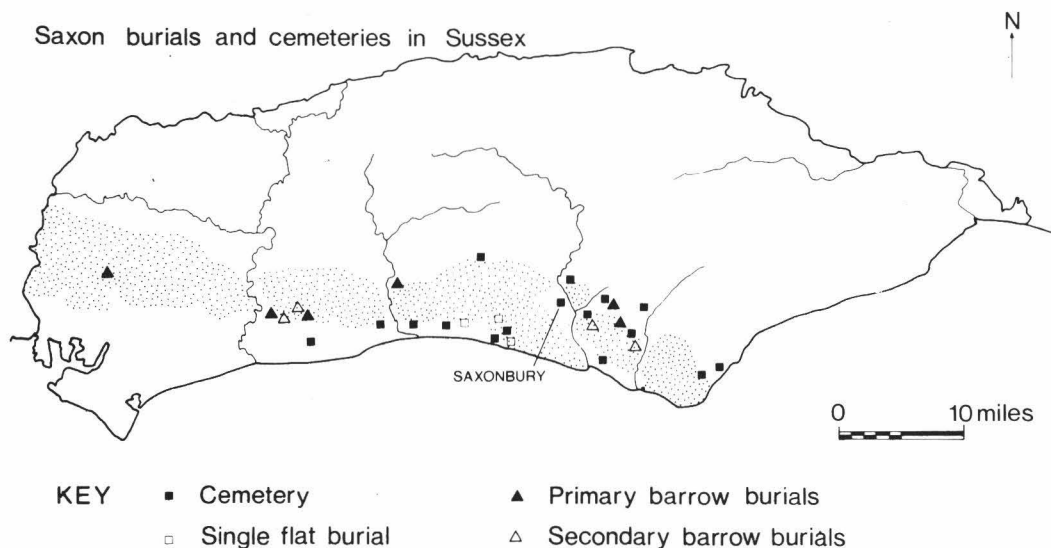 Saxon burials and cemeteries in Sussex
N
SAXONBURY
0 10 miles
KEY
Cemetery
Primary barrow burials
Single flat burial
Secondary barrow burials